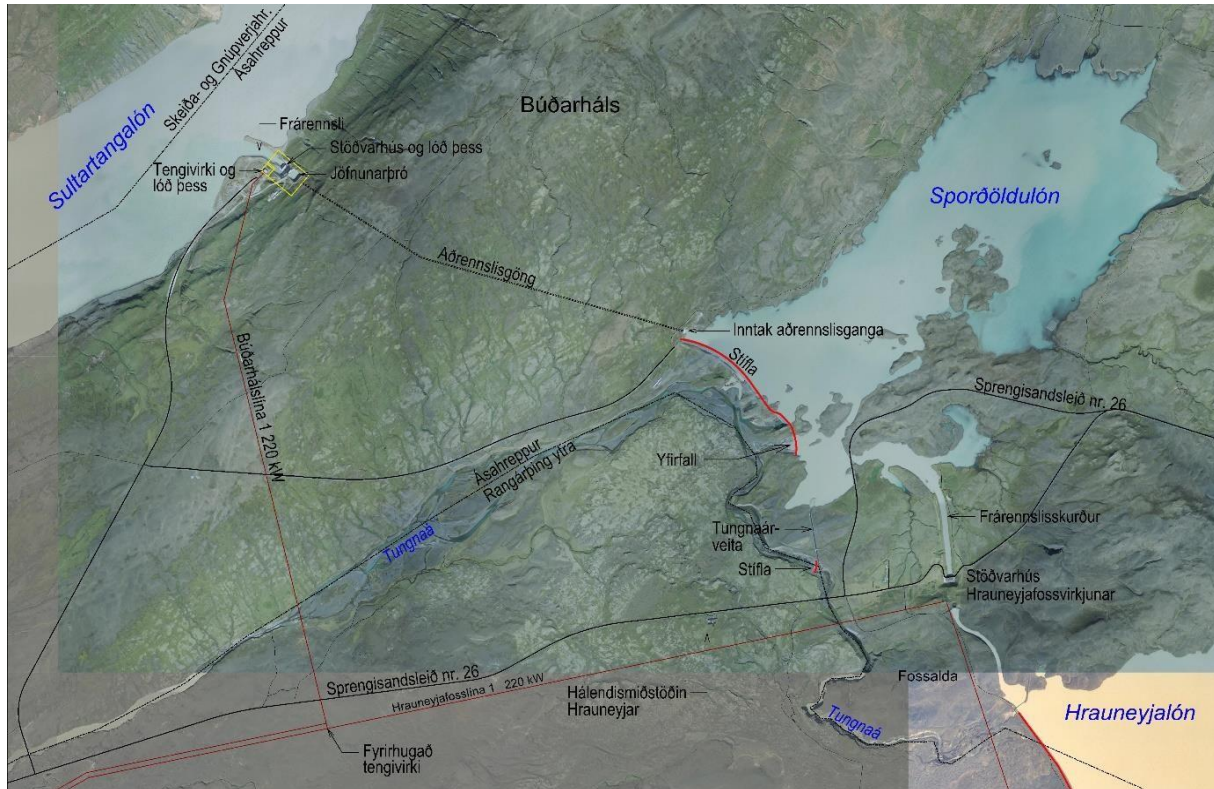 Skeiða- og Gnúpverjahr.
Ásahreppur
Sultartangalón
Frárennsli
Stöðvarhús og lóð þess
Tengivirki og
lóð þess
Jöfnunarþró
Búðarháls
Sporðöldulón
Aðrennslisgöng
Inntak aðrennslisganga
Stífla
Búðarhálslína 1 220 kW
Sprengisandsleið nr. 26
Ásahreppur
Rangárþing ytra
Yfirfall
Tungnaá
Tungnaár-
veita
Frárennslisskurður
Stífla
Stöðvarhús
Hrauneyjafossvirkjunar
Sprengisandsleið nr. 26
Hrauneyjafosslína 1 220 kW
Hálendismiðstöðin
Hrauneyjar
Fossalda
Tungnaá
Hrauneyjalón
Fyrirhugað
tengivirki